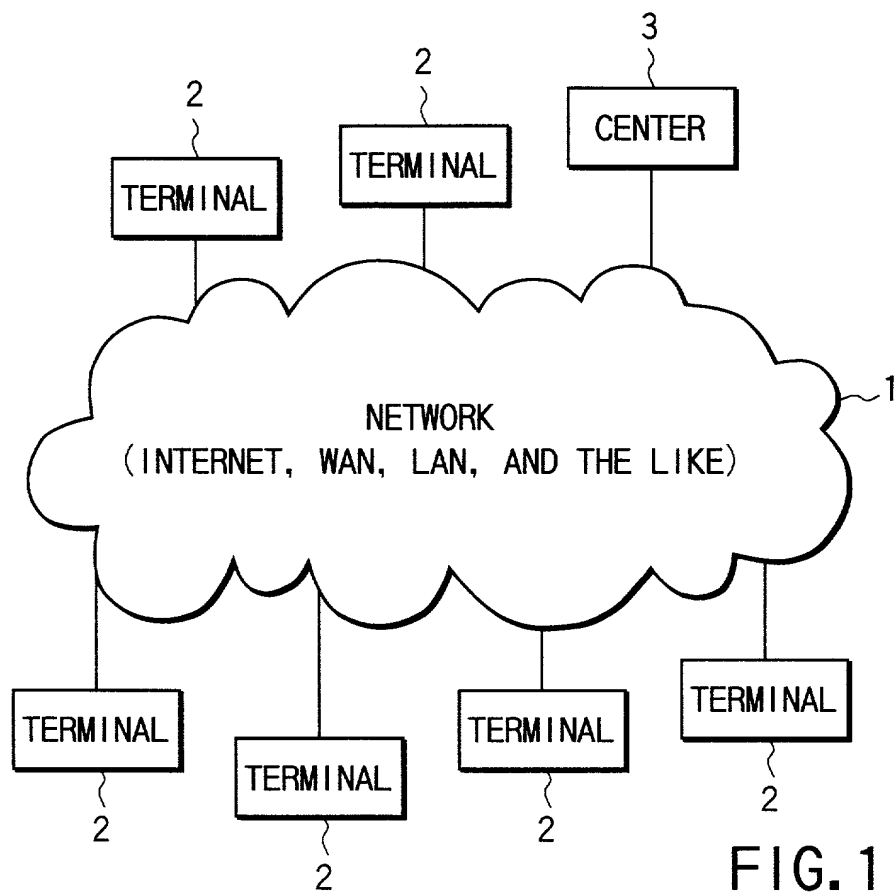 3
2
2
CENTER
TERMINAL
TERMINAL
1
NETWORK
(INTERNET, WAN, LAN, AND THE LIKE)
TERMINAL
TERMINAL
TERMINAL
TERMINAL
2
2
2
2
FIG.1